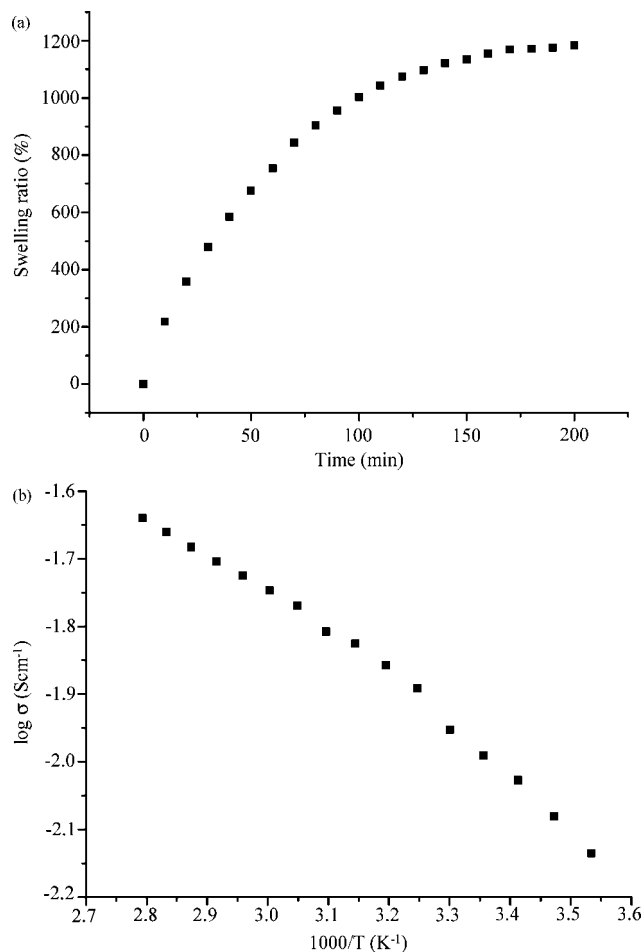 (a)
1200
1000
800
600
400
200
0
Swelling ratio (%)
0 50 100 150 200
Time (min)
(b)
-1.6
-1.7
-1.8
-1.9
-2.0
-2.1
-2.2
log σ (Scm-1)
2.7 2.8 2.9 3.0 3.1 3.2 3.3 3.4 3.5 3.6
1000/T (K-1)